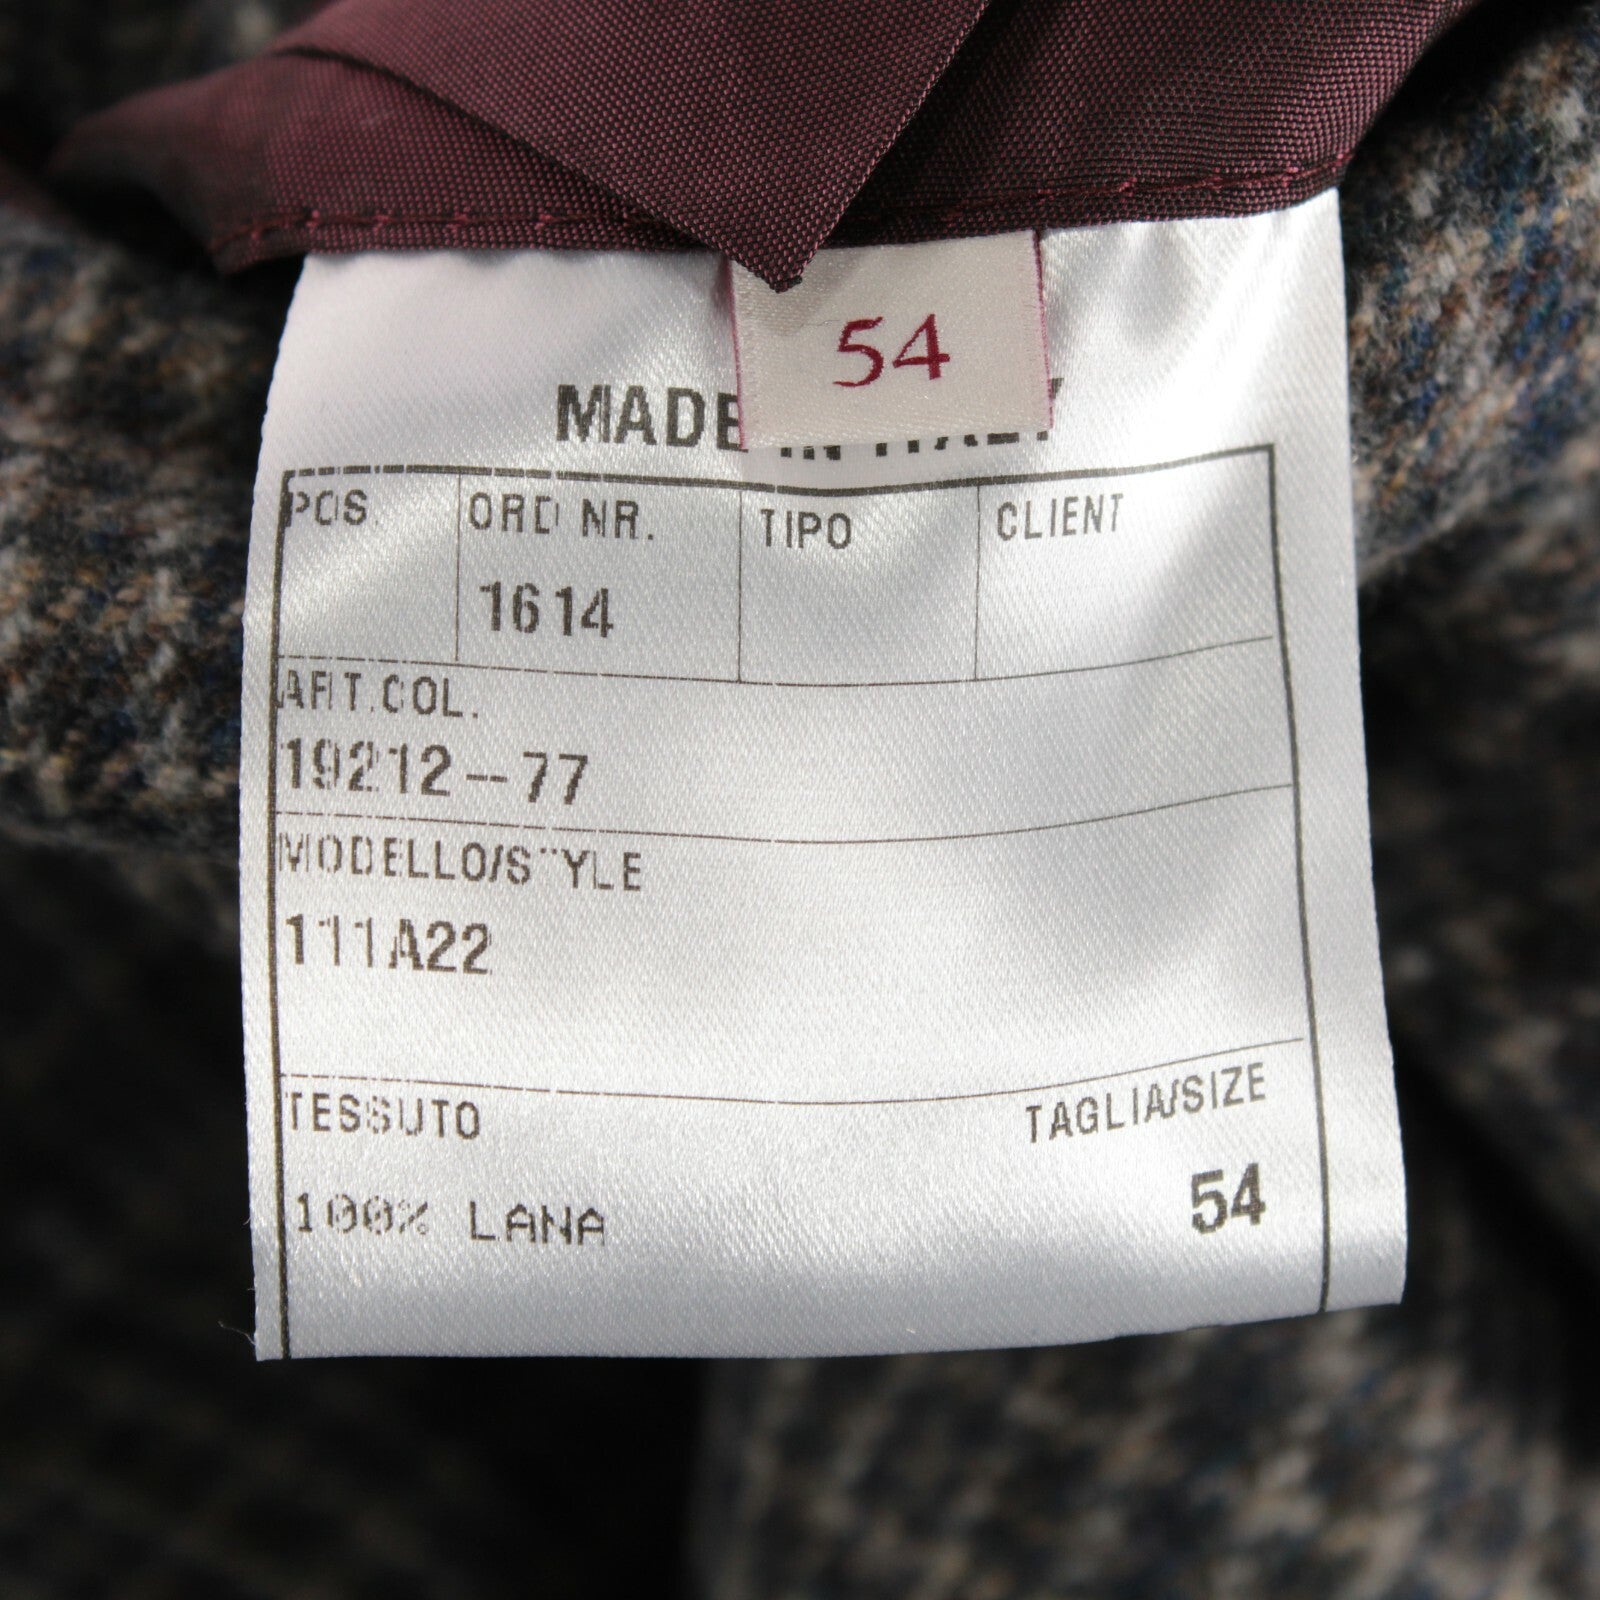 54
MADE IN ITALY
POS. ORD NR. TIPO CLIENT
1614
ART.COL.
19212--77
MODELLO/STYLE
111A22
TESSUTO TAGLIA/SIZE
100% LANA 54